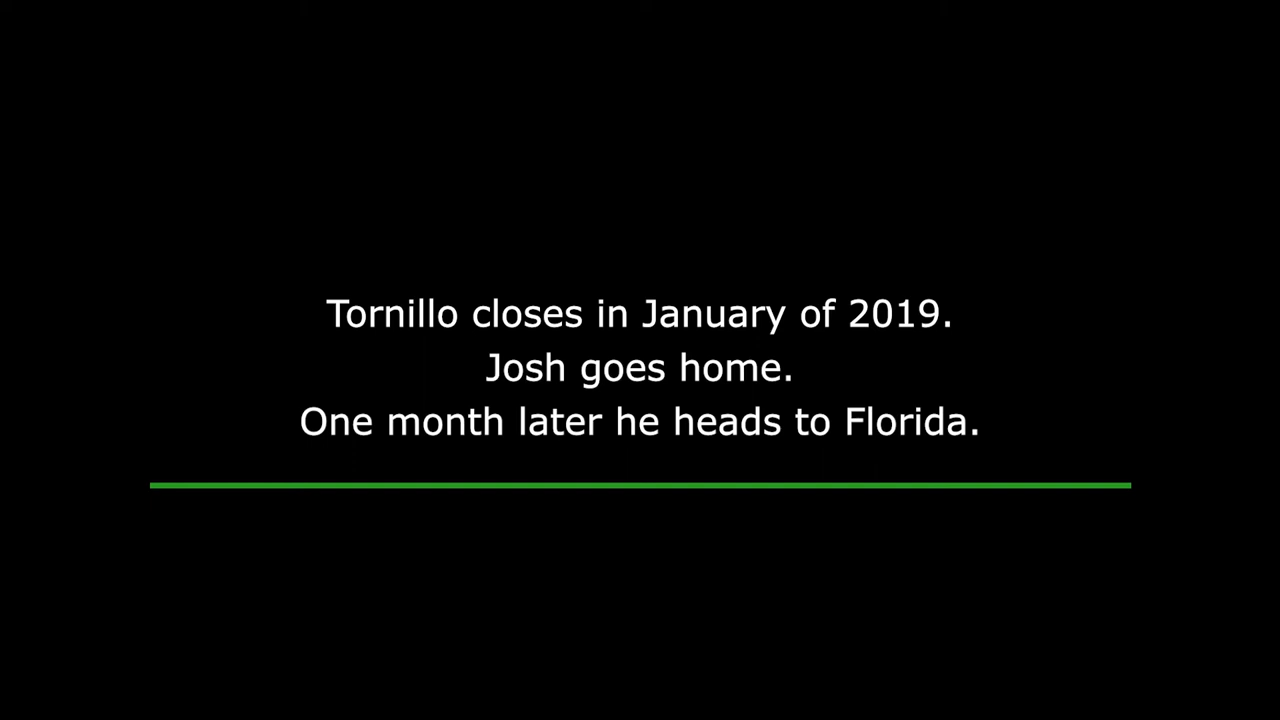 Tornillo closes in January of 2019.
Josh goes home.
One month later he heads to Florida.